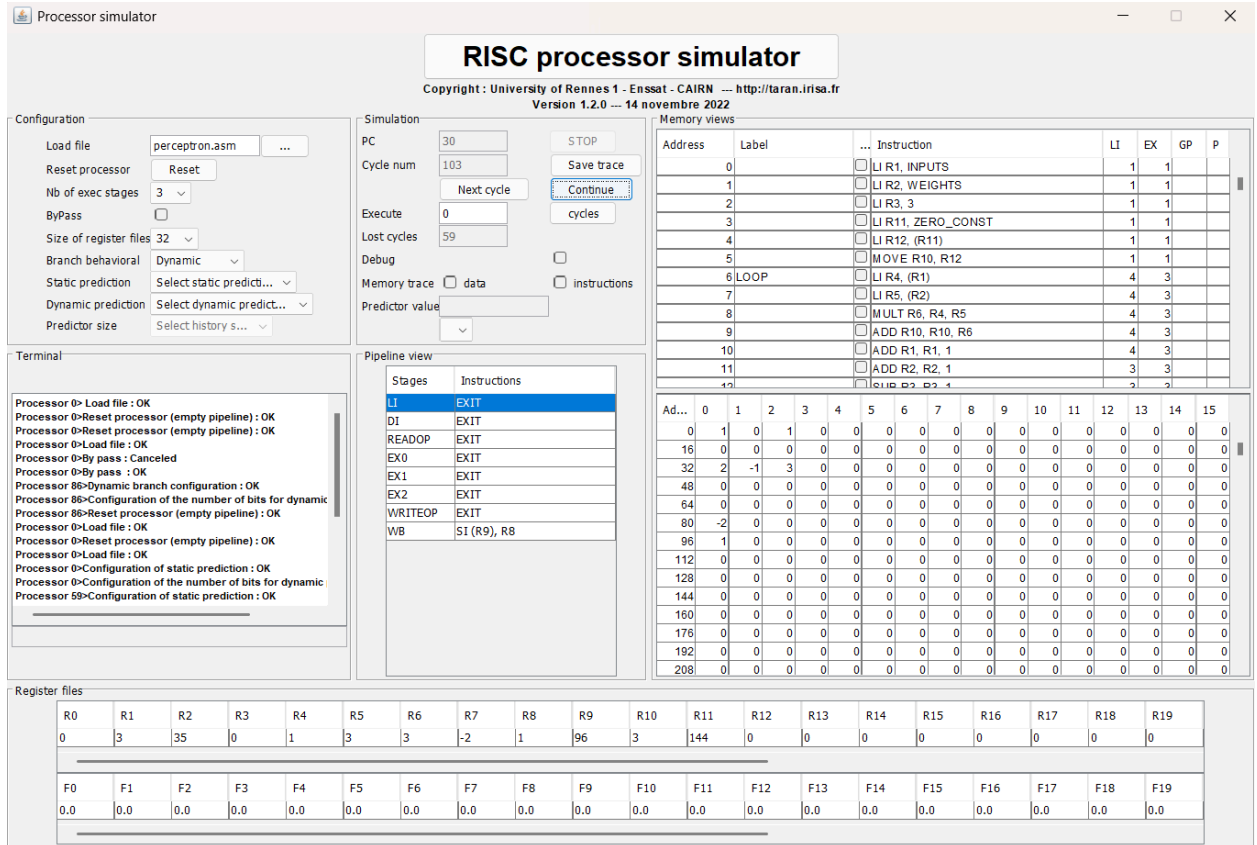 Processor simulator
RISC processor simulator
Copyright : University of Rennes 1 - Enssat - CAIRN --- http://taran.irisa.fr
Version 1.2.0 --- 14 novembre 2022
Configuration
Load file perceptron.asm ...
Reset processor Reset
Nb of exec stages 3
ByPass
Size of register files 32
Branch behavioral Dynamic
Static prediction Select static predicti...
Dynamic prediction Select dynamic predict...
Predictor size Select history s...
Simulation
PC 30 STOP
Cycle num 103 Save trace
Next cycle Continue
Execute 0 cycles
Lost cycles 59
Debug
Memory trace data instructions
Predictor value
Memory views
Address Label ... Instruction LI EX GP P
0 LI R1, INPUTS 1 1
1 LI R2, WEIGHTS 1 1
2 LI R3, 3 1 1
3 LI R11, ZERO_CONST 1 1
4 LI R12, (R11) 1 1
5 MOVE R10, R12 1 1
6 LOOP LI R4, (R1) 4 3
7 LI R5, (R2) 4 3
8 MULT R6, R4, R5 4 3
9 ADD R10, R10, R6 4 3
10 ADD R1, R1, 1 4 3
11 ADD R2, R2, 1 3 3
12 SUB R3, R3, 1 3 3
Terminal
Processor 0> Load file : OK
Processor 0>Reset processor (empty pipeline) : OK
Processor 0>Reset processor (empty pipeline) : OK
Processor 0>Load file : OK
Processor 0>By pass : Canceled
Processor 0>By pass : OK
Processor 86>Dynamic branch configuration : OK
Processor 86>Configuration of the number of bits for dynamic
Processor 86>Reset processor (empty pipeline) : OK
Processor 0>Load file : OK
Processor 0>Reset processor (empty pipeline) : OK
Processor 0>Load file : OK
Processor 0>Configuration of static prediction : OK
Processor 0>Configuration of the number of bits for dynamic
Processor 59>Configuration of static prediction : OK
Pipeline view
Stages Instructions
LI EXIT
DI EXIT
READOP EXIT
EX0 EXIT
EX1 EXIT
EX2 EXIT
WRITEOP EXIT
WB SI (R9), R8
Ad... 0 1 2 3 4 5 6 7 8 9 10 11 12 13 14 15
0 1 0 1 0 0 0 0 0 0 0 0 0 0 0 0 0
16 0 0 0 0 0 0 0 0 0 0 0 0 0 0 0 0
32 2 -1 3 0 0 0 0 0 0 0 0 0 0 0 0 0
48 0 0 0 0 0 0 0 0 0 0 0 0 0 0 0 0
64 0 0 0 0 0 0 0 0 0 0 0 0 0 0 0 0
80 -2 0 0 0 0 0 0 0 0 0 0 0 0 0 0 0
96 1 0 0 0 0 0 0 0 0 0 0 0 0 0 0 0
112 0 0 0 0 0 0 0 0 0 0 0 0 0 0 0 0
128 0 0 0 0 0 0 0 0 0 0 0 0 0 0 0 0
144 0 0 0 0 0 0 0 0 0 0 0 0 0 0 0 0
160 0 0 0 0 0 0 0 0 0 0 0 0 0 0 0 0
176 0 0 0 0 0 0 0 0 0 0 0 0 0 0 0 0
192 0 0 0 0 0 0 0 0 0 0 0 0 0 0 0 0
208 0 0 0 0 0 0 0 0 0 0 0 0 0 0 0 0
Register files
R0 R1 R2 R3 R4 R5 R6 R7 R8 R9 R10 R11 R12 R13 R14 R15 R16 R17 R18 R19
0 3 35 0 1 3 3 -2 1 96 3 144 0 0 0 0 0 0 0 0
F0 F1 F2 F3 F4 F5 F6 F7 F8 F9 F10 F11 F12 F13 F14 F15 F16 F17 F18 F19
0.0 0.0 0.0 0.0 0.0 0.0 0.0 0.0 0.0 0.0 0.0 0.0 0.0 0.0 0.0 0.0 0.0 0.0 0.0 0.0